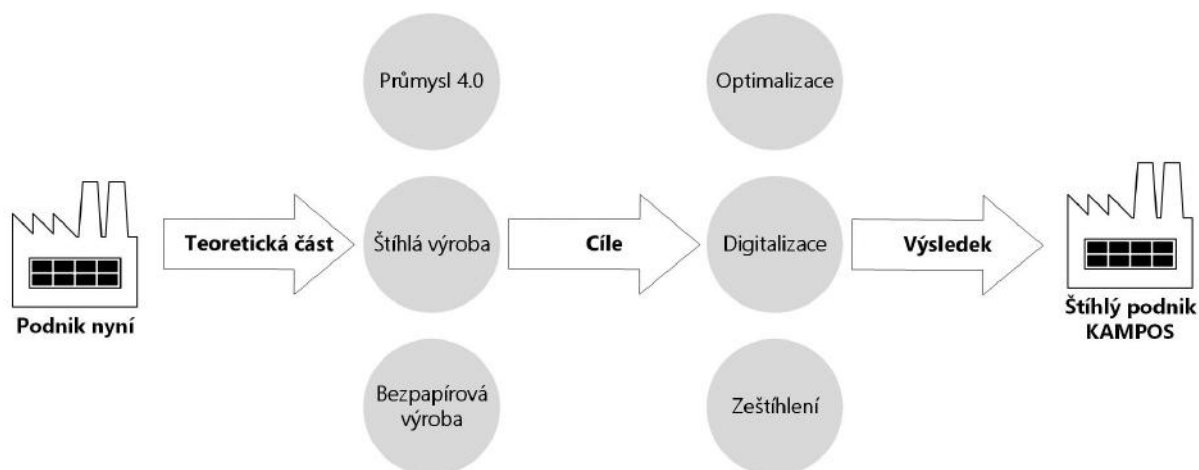 Průmysl 4.0
Optimalizace
Podnik nyní
Teoretická část
Štíhlá výroba
Cíle
Digitalizace
Výsledek
Štíhlý podnik
KAMPOS
Bezpapírová
výroba
Zeštíhlení